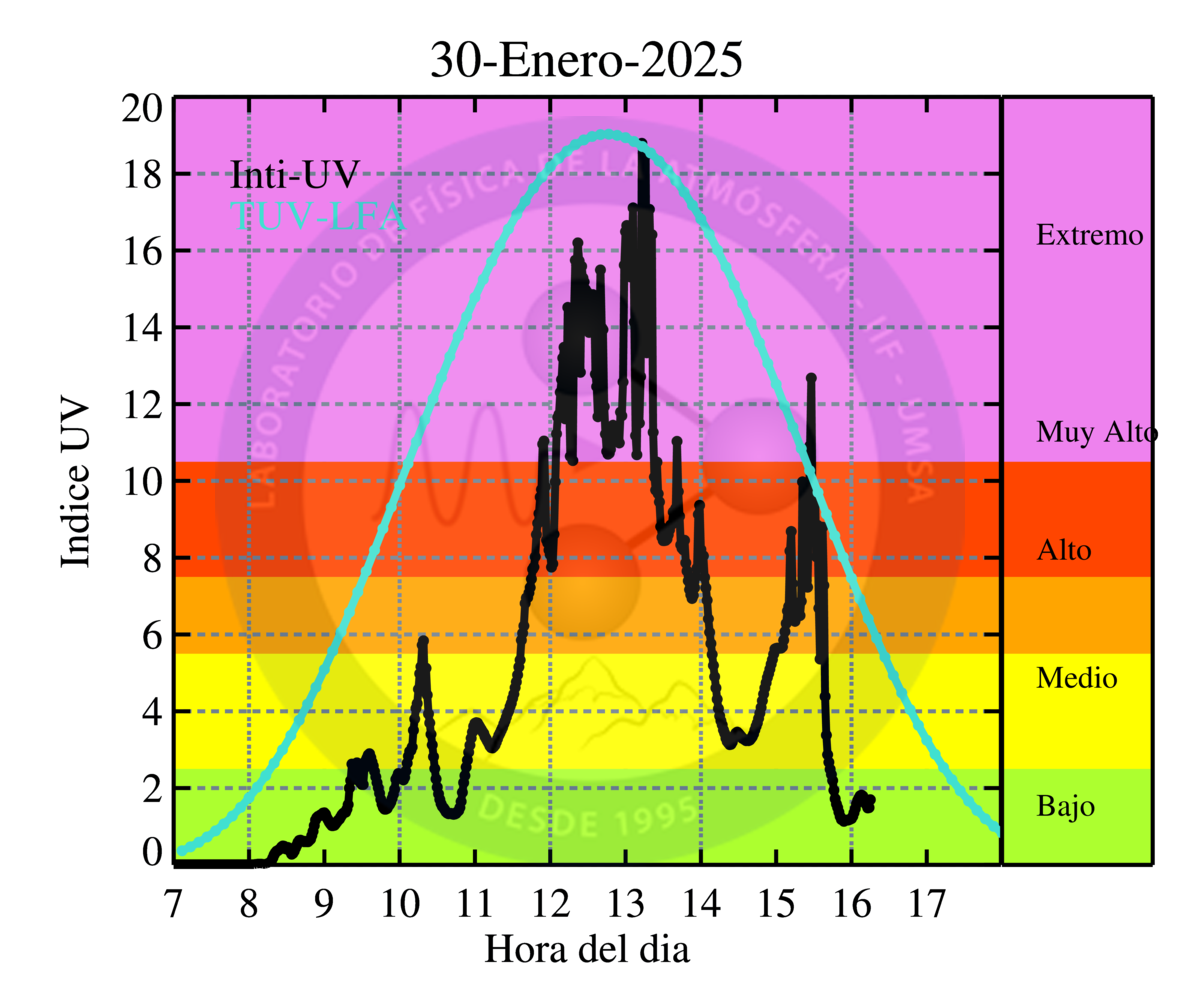 30-Enero-2025
Inti-UV
TUV-LFA
LABORATORIO DE FÍSICA DE LA ATMÓSFERA - IIF - UMSA
DESDE 1995
Indice UV
20
18
16
14
12
10
8
6
4
2
0
Extremo
Muy Alto
Alto
Medio
Bajo
7 8 9 10 11 12 13 14 15 16 17
Hora del dia